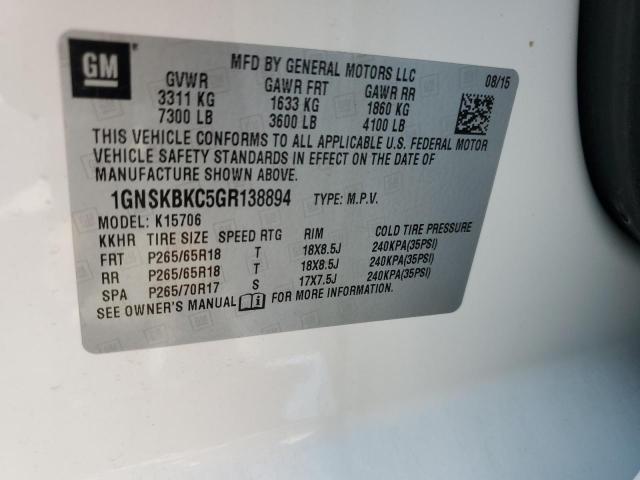 GM
MFD BY GENERAL MOTORS LLC
08/15
GVWR GAWR FRT GAWR RR
3311 KG 1633 KG 1860 KG
7300 LB 3600 LB 4100 LB
THIS VEHICLE CONFORMS TO ALL APPLICABLE U.S. FEDERAL MOTOR
VEHICLE SAFETY STANDARDS IN EFFECT ON THE DATE OF
MANUFACTURE SHOWN ABOVE.
1GNSKBKC5GR138894 TYPE: M.P.V.
MODEL: K15706
KKHR TIRE SIZE SPEED RTG RIM COLD TIRE PRESSURE
FRT P265/65R18 T 18X8.5J 240KPA(35PSI)
RR P265/65R18 T 18X8.5J 240KPA(35PSI)
SPA P265/70R17 S 17X7.5J 240KPA(35PSI)
SEE OWNER'S MANUAL FOR MORE INFORMATION.